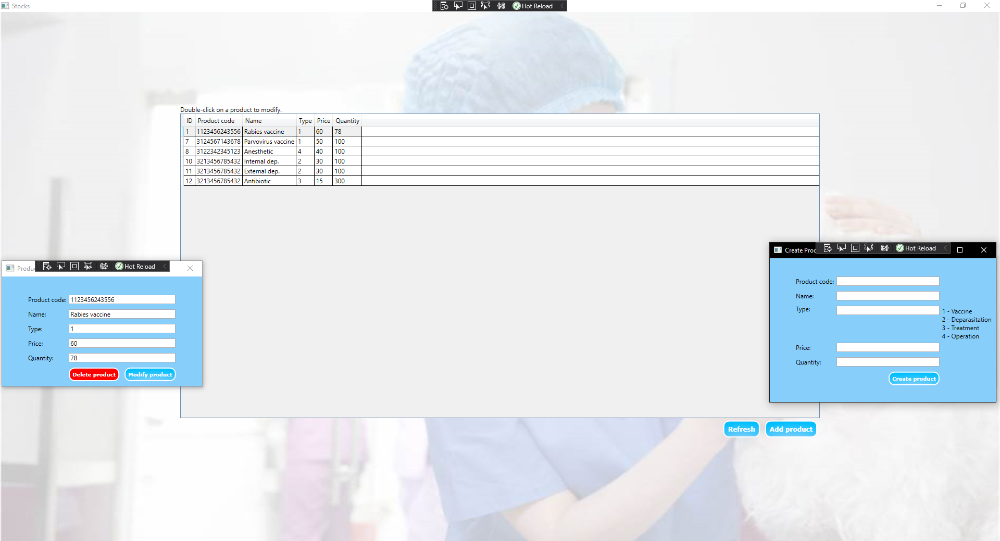 Stocks
Hot Reload
Double-click on a product to modify.
ID Product code Name Type Price Quantity
1 1123456243556 Rabies vaccine 1 60 78
7 3124567143678 Parvovirus vaccine 1 50 100
8 3122342345123 Anesthetic 4 40 100
10 3213456785432 Internal dep. 2 30 100
11 3213456785432 External dep. 2 30 100
12 3213456785432 Antibiotic 3 15 300
Refresh Add product
Produ Hot Reload
Product code: 1123456243556
Name: Rabies vaccine
Type: 1
Price: 60
Quantity: 78
Delete product Modify product
Create Proc Hot Reload
Product code:
Name:
Type:
1 - Vaccine
2 - Deparasitation
3 - Treatment
4 - Operation
Price:
Quantity:
Create product